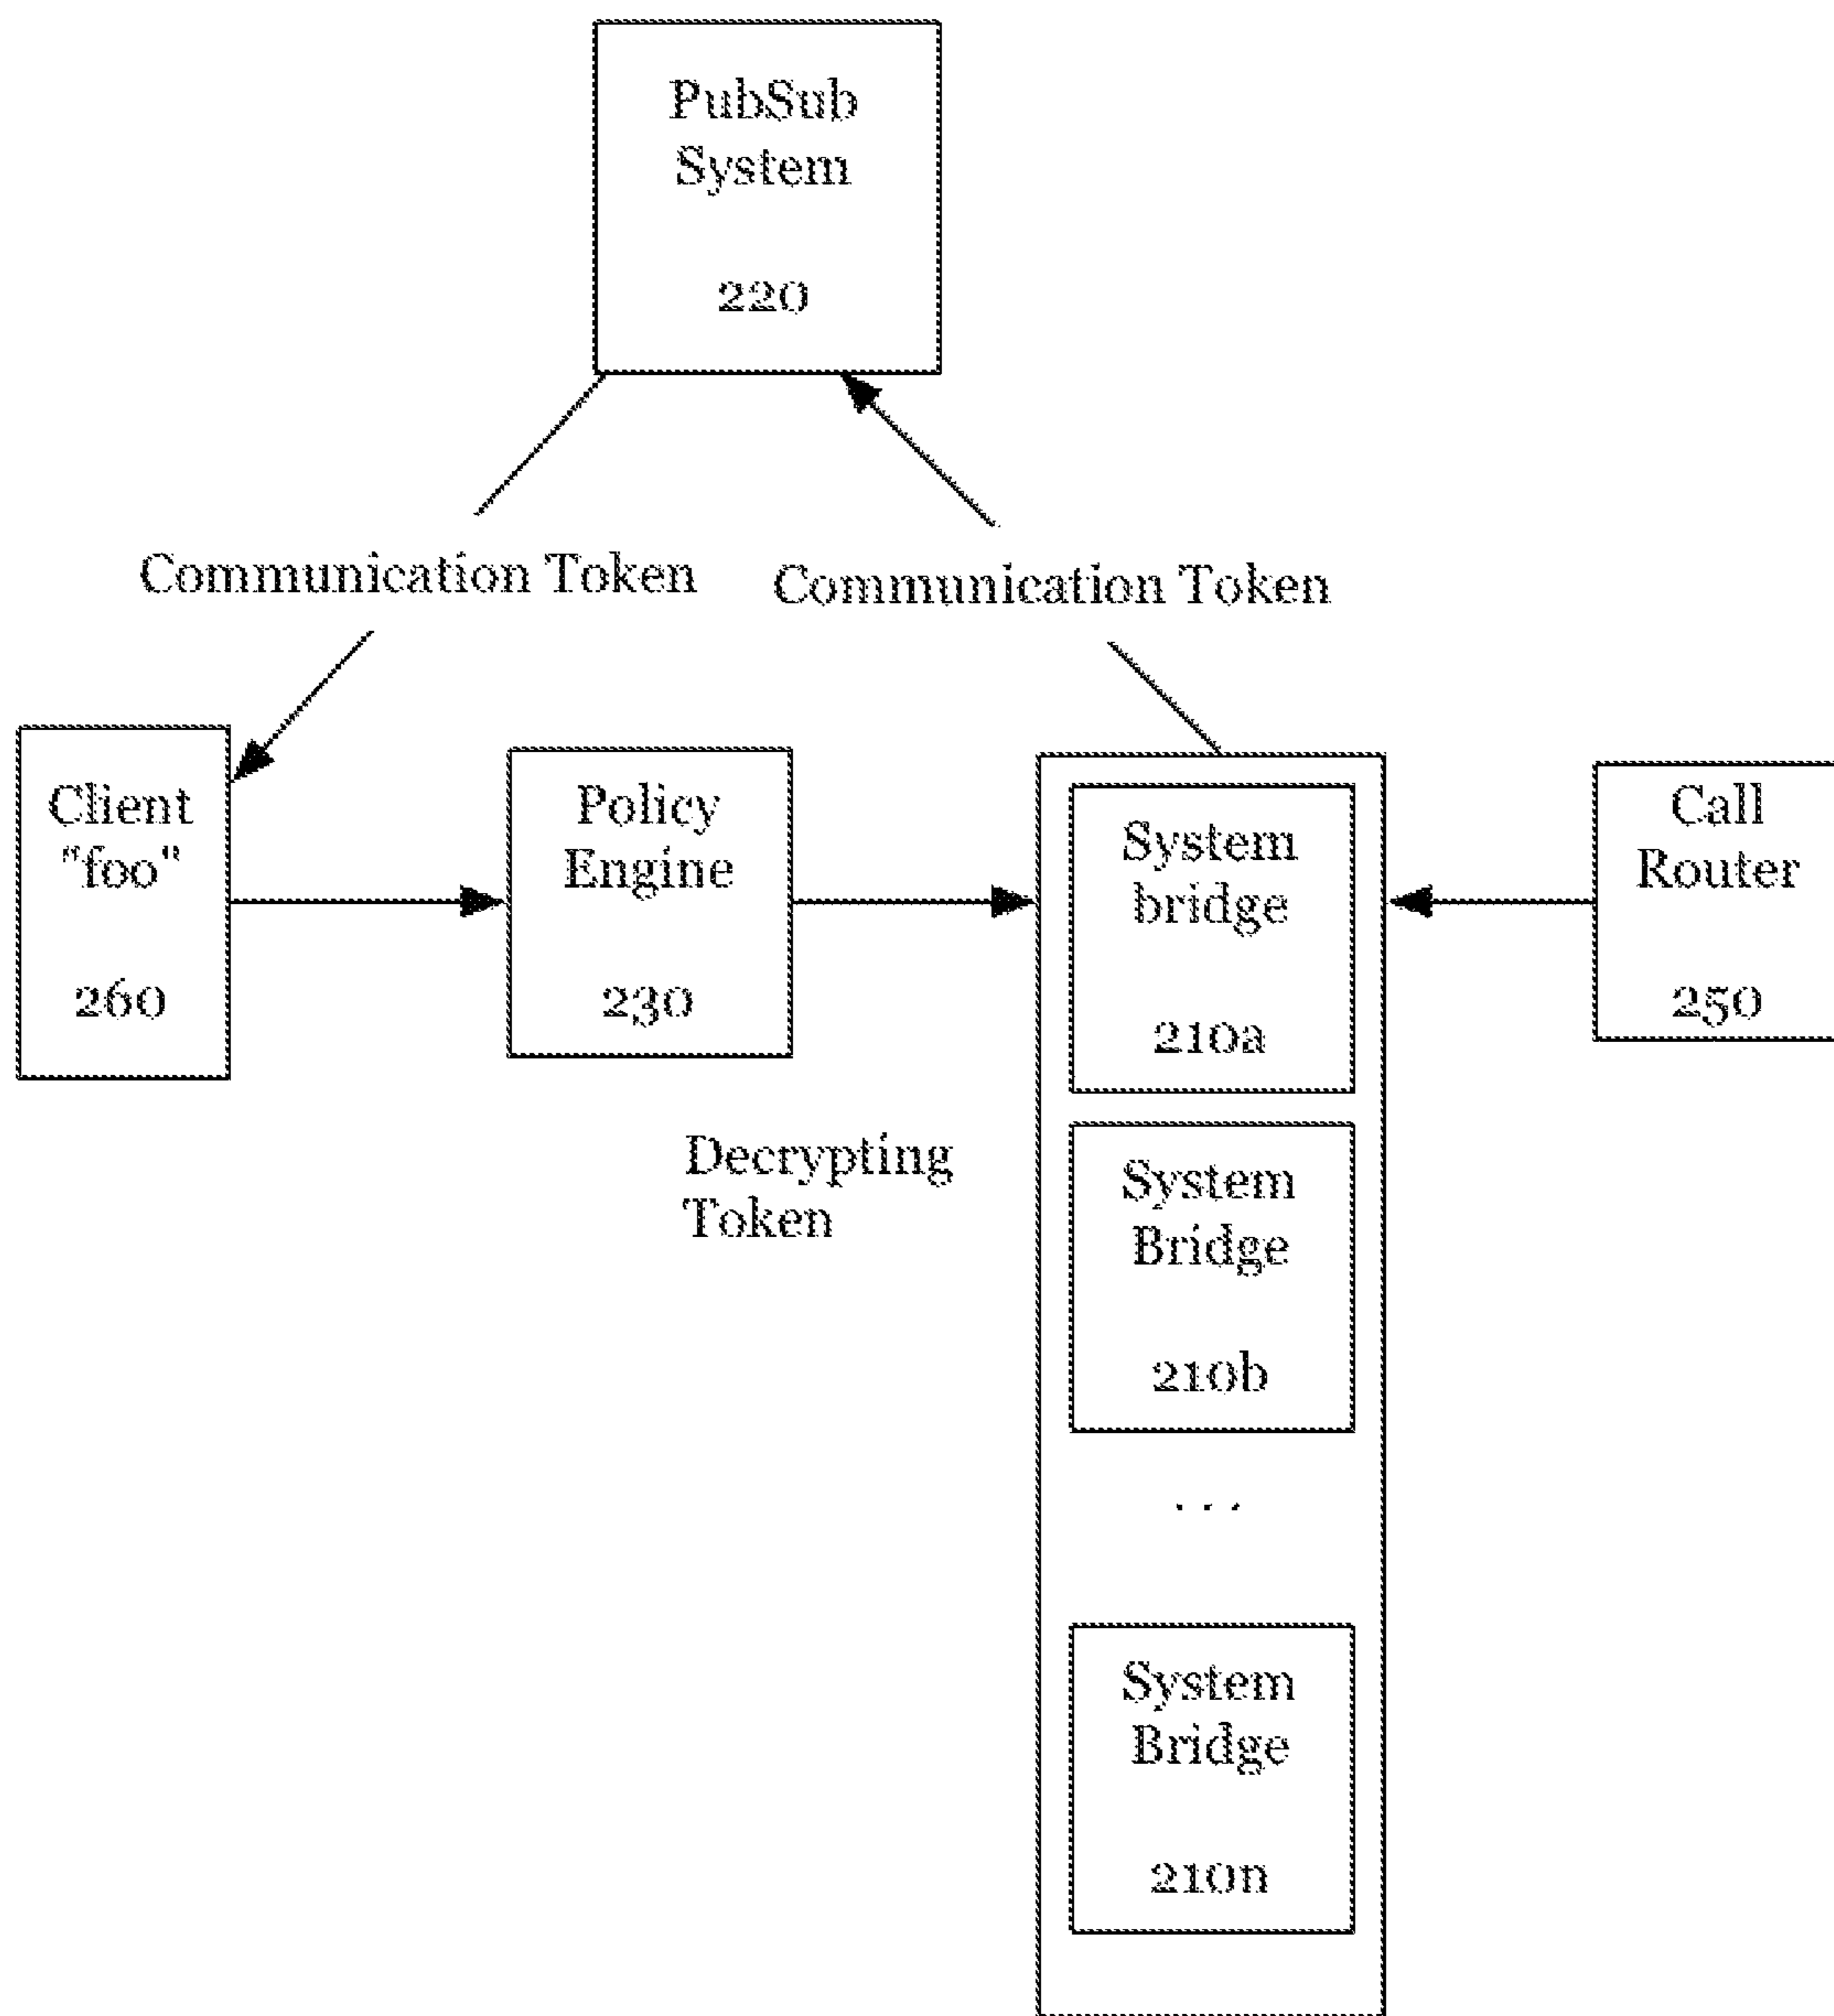 PubSub
System
220
Communication Token
Communication Token
Client
"foo"
260
Policy
Engine
230
System
bridge
210a
Call
Router
250
Decrypting
Token
System
Bridge
210b
...
System
Bridge
210n